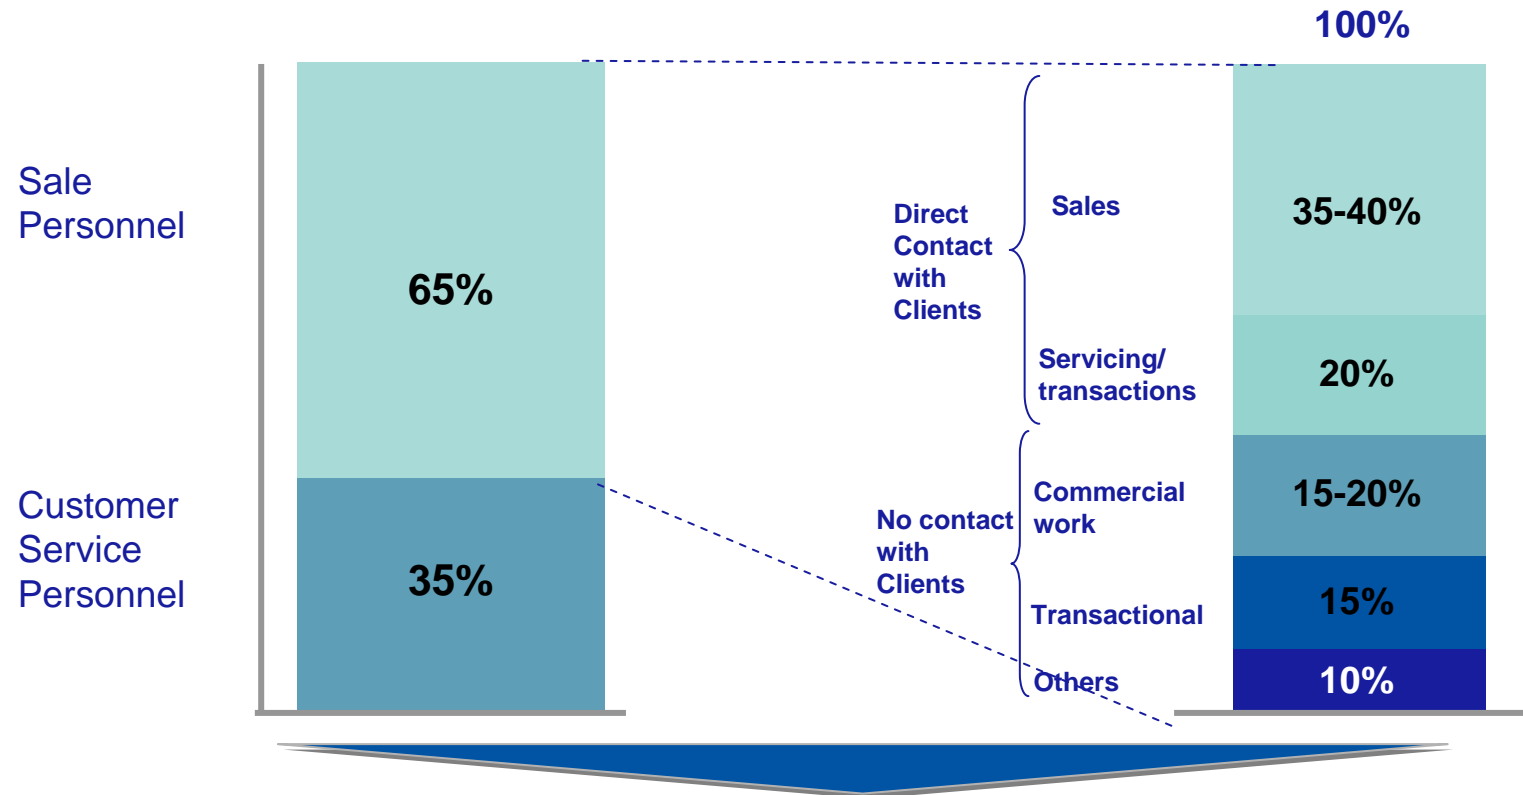 100%
Sale
Personnel
65%
Customer
Service
Personnel
35%
Direct
Contact
with
Clients
Sales
35-40%
Servicing/
transactions
20%
No contact
with
Clients
Commercial
work
15-20%
Transactional
15%
Others
10%